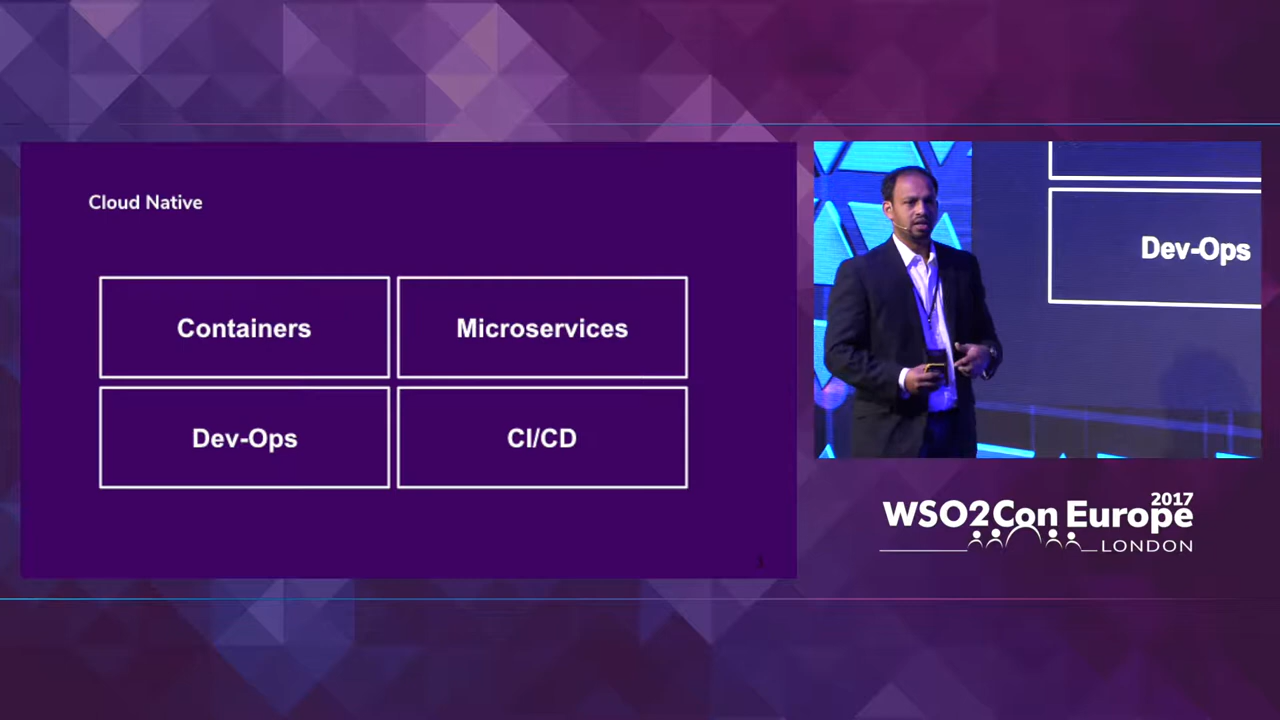 Cloud Native
Containers
Microservices
Dev-Ops
CI/CD
Dev-Ops
2017
WSO2Con Europe
LONDON